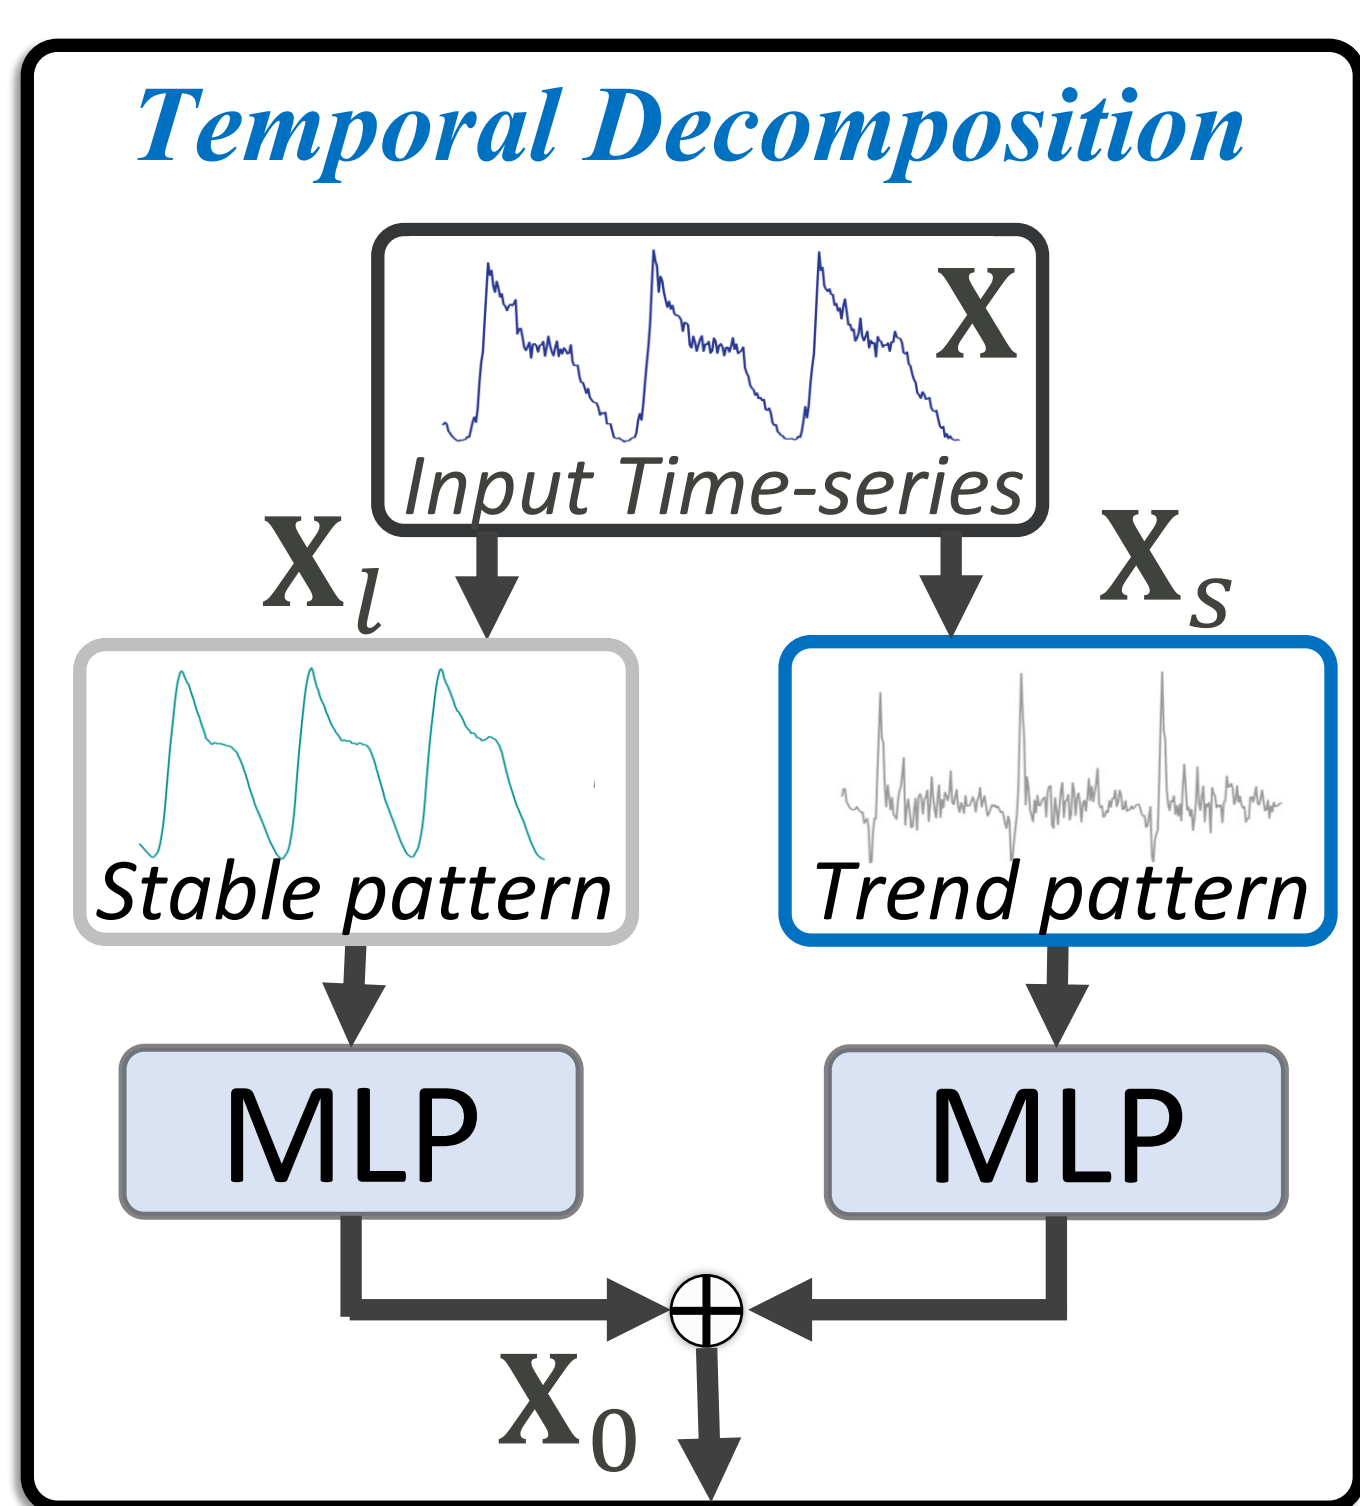 Temporal Decomposition
X
Input Time-series
X_l
X_s
Stable pattern
Trend pattern
MLP
MLP
X_0